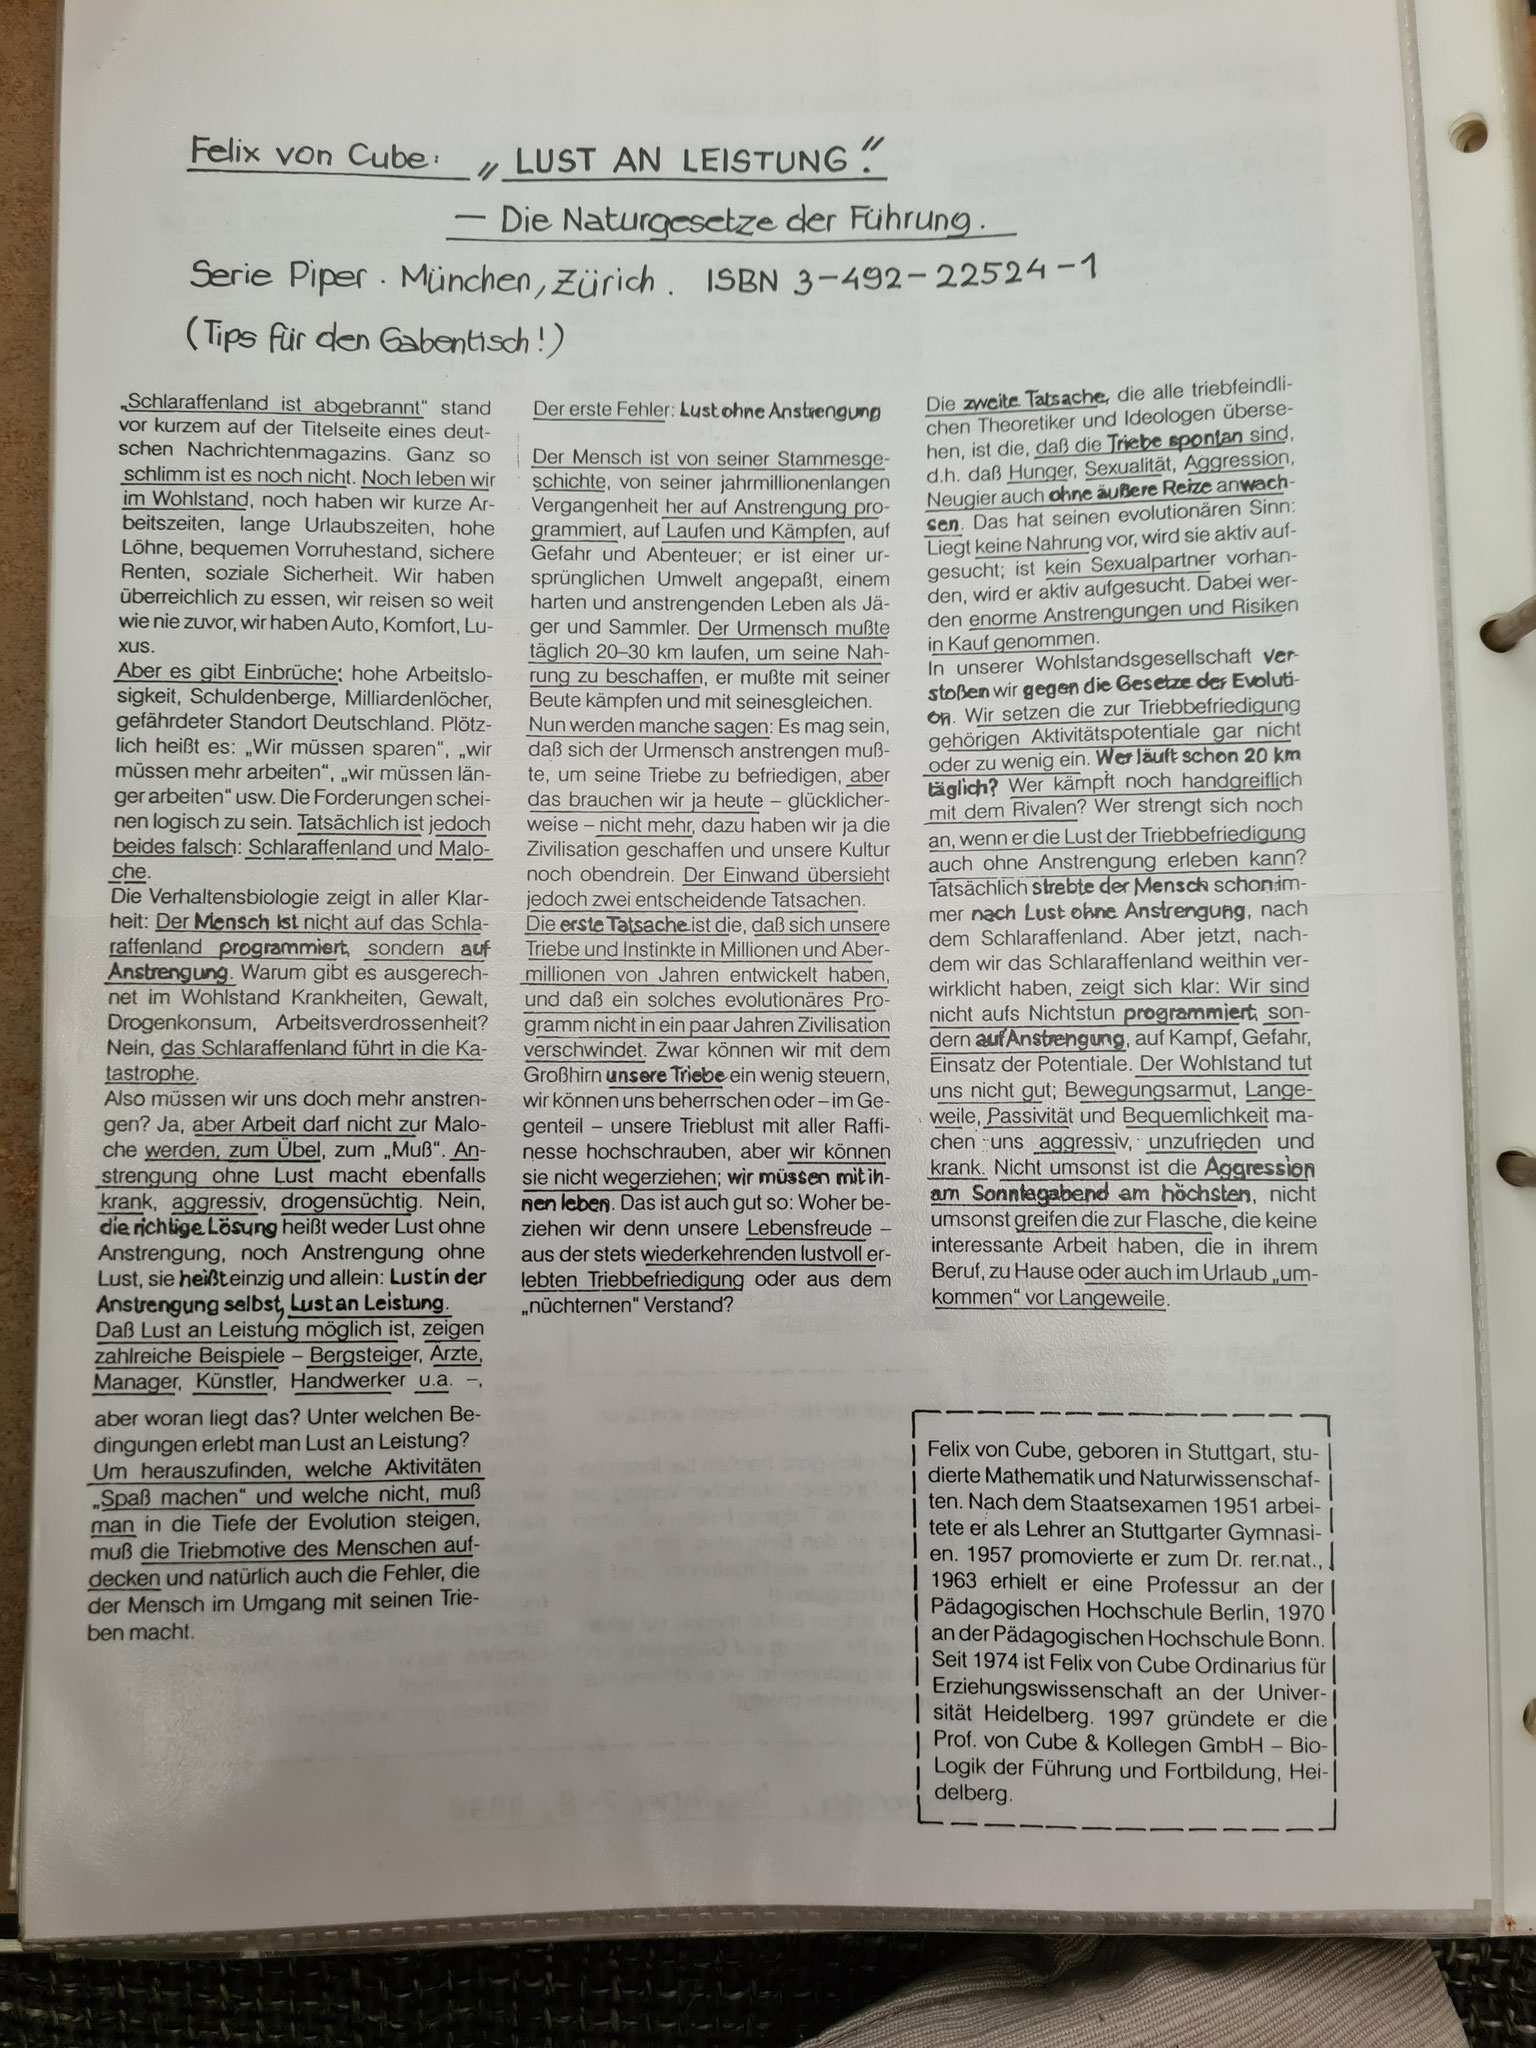 Felix von Cube: „LUST AN LEISTUNG.“
— Die Naturgesetze der Führung.
Serie Piper. München, Zürich. ISBN 3-492-22524-1
(Tips für den Gabentisch!)
„Schlaraffenland ist abgebrannt“ stand
vor kurzem auf der Titelseite eines deut-
schen Nachrichtenmagazins. Ganz so
schlimm ist es noch nicht. Noch leben wir
im Wohlstand, noch haben wir kurze Ar-
beitszeiten, lange Urlaubszeiten, hohe
Löhne, bequemen Vorruhestand, sichere
Renten, soziale Sicherheit. Wir haben
überreichlich zu essen, wir reisen so weit
wie nie zuvor, wir haben Auto, Komfort, Lu-
xus.
Aber es gibt Einbrüche: hohe Arbeitslo-
sigkeit, Schuldenberge, Milliardenlöcher,
gefährdeter Standort Deutschland. Plötz-
lich heißt es: „Wir müssen sparen“, „wir
müssen mehr arbeiten“, „wir müssen län-
ger arbeiten“ usw. Die Forderungen schei-
nen logisch zu sein. Tatsächlich ist jedoch
beides falsch: Schlaraffenland und Malo-
che.
Die Verhaltensbiologie zeigt in aller Klar-
heit: Der Mensch ist nicht auf das Schla-
raffenland programmiert, sondern auf
Anstrengung. Warum gibt es ausgerech-
net im Wohlstand Krankheiten, Gewalt,
Drogenkonsum, Arbeitsverdrossenheit?
Nein, das Schlaraffenland führt in die Ka-
tastrophe.
Also müssen wir uns doch mehr anstren-
gen? Ja, aber Arbeit darf nicht zur Malo-
che werden, zum Übel, zum „Muß“. An-
strengung ohne Lust macht ebenfalls
krank, aggressiv, drogensüchtig. Nein,
die richtige Lösung heißt weder Lust ohne
Anstrengung, noch Anstrengung ohne
Lust, sie heißt einzig und allein: Lust in der
Anstrengung selbst, Lust an Leistung.
Daß Lust an Leistung möglich ist, zeigen
zahlreiche Beispiele – Bergsteiger, Ärzte,
Manager, Künstler, Handwerker u.a. –,
aber woran liegt das? Unter welchen Be-
dingungen erlebt man Lust an Leistung?
Um herauszufinden, welche Aktivitäten
„Spaß machen“ und welche nicht, muß
man in die Tiefe der Evolution steigen,
muß die Triebmotive des Menschen auf-
decken und natürlich auch die Fehler, die
der Mensch im Umgang mit seinen Trie-
ben macht.
Der erste Fehler: Lust ohne Anstrengung
Der Mensch ist von seiner Stammesge-
schichte, von seiner jahrmillionenlangen
Vergangenheit her auf Anstrengung pro-
grammiert, auf Laufen und Kämpfen, auf
Gefahr und Abenteuer; er ist einer ur-
sprünglichen Umwelt angepaßt, einem
harten und anstrengenden Leben als Jä-
ger und Sammler. Der Urmensch mußte
täglich 20–30 km laufen, um seine Nah-
rung zu beschaffen, er mußte mit seiner
Beute kämpfen und mit seinesgleichen.
Nun werden manche sagen: Es mag sein,
daß sich der Urmensch anstrengen muß-
te, um seine Triebe zu befriedigen, aber
das brauchen wir ja heute – glücklicher-
weise – nicht mehr, dazu haben wir ja die
Zivilisation geschaffen und unsere Kultur
noch obendrein. Der Einwand übersieht
jedoch zwei entscheidende Tatsachen.
Die erste Tatsache ist die, daß sich unsere
Triebe und Instinkte in Millionen und Aber-
millionen von Jahren entwickelt haben,
und daß ein solches evolutionäres Pro-
gramm nicht in ein paar Jahren Zivilisation
verschwindet. Zwar können wir mit dem
Großhirn unsere Triebe ein wenig steuern,
wir können uns beherrschen oder – im Ge-
genteil – unsere Trieblust mit aller Raffi-
nesse hochschrauben, aber wir können
sie nicht wegerziehen; wir müssen mit ih-
nen leben. Das ist auch gut so: Woher be-
ziehen wir denn unsere Lebensfreude –
aus der stets wiederkehrenden lustvoll er-
lebten Triebbefriedigung oder aus dem
„nüchternen“ Verstand?
Die zweite Tatsache, die alle triebfeindli-
chen Theoretiker und Ideologen überse-
hen, ist die, daß die Triebe spontan sind,
d.h. daß Hunger, Sexualität, Aggression,
Neugier auch ohne äußere Reize anwach-
sen. Das hat seinen evolutionären Sinn:
Liegt keine Nahrung vor, wird sie aktiv auf-
gesucht; ist kein Sexualpartner vorhan-
den, wird er aktiv aufgesucht. Dabei wer-
den enorme Anstrengungen und Risiken
in Kauf genommen.
In unserer Wohlstandsgesellschaft ver-
stoßen wir gegen die Gesetze der Evoluti-
on. Wir setzen die zur Triebbefriedigung
gehörigen Aktivitätspotentiale gar nicht
oder zu wenig ein. Wer läuft schon 20 km
täglich? Wer kämpft noch handgreiflich
mit dem Rivalen? Wer strengt sich noch
an, wenn er die Lust der Triebbefriedigung
auch ohne Anstrengung erleben kann?
Tatsächlich strebte der Mensch schon im-
mer nach Lust ohne Anstrengung, nach
dem Schlaraffenland. Aber jetzt, nach-
dem wir das Schlaraffenland weithin ver-
wirklicht haben, zeigt sich klar: Wir sind
nicht aufs Nichtstun programmiert, son-
dern auf Anstrengung, auf Kampf, Gefahr,
Einsatz der Potentiale. Der Wohlstand tut
uns nicht gut; Bewegungsarmut, Lange-
weile, Passivität und Bequemlichkeit ma-
chen uns aggressiv, unzufrieden und
krank. Nicht umsonst ist die Aggression
am Sonntagabend am höchsten, nicht
umsonst greifen die zur Flasche, die keine
interessante Arbeit haben, die in ihrem
Beruf, zu Hause oder auch im Urlaub „um-
kommen“ vor Langeweile.
Felix von Cube, geboren in Stuttgart, stu-
dierte Mathematik und Naturwissenschaf-
ten. Nach dem Staatsexamen 1951 arbei-
tete er als Lehrer an Stuttgarter Gymnasi-
en. 1957 promovierte er zum Dr. rer.nat.,
1963 erhielt er eine Professur an der
Pädagogischen Hochschule Berlin, 1970
an der Pädagogischen Hochschule Bonn.
Seit 1974 ist Felix von Cube Ordinarius für
Erziehungswissenschaft an der Univer-
sität Heidelberg. 1997 gründete er die
Prof. von Cube & Kollegen GmbH – Bio-
Logik der Führung und Fortbildung, Hei-
delberg.